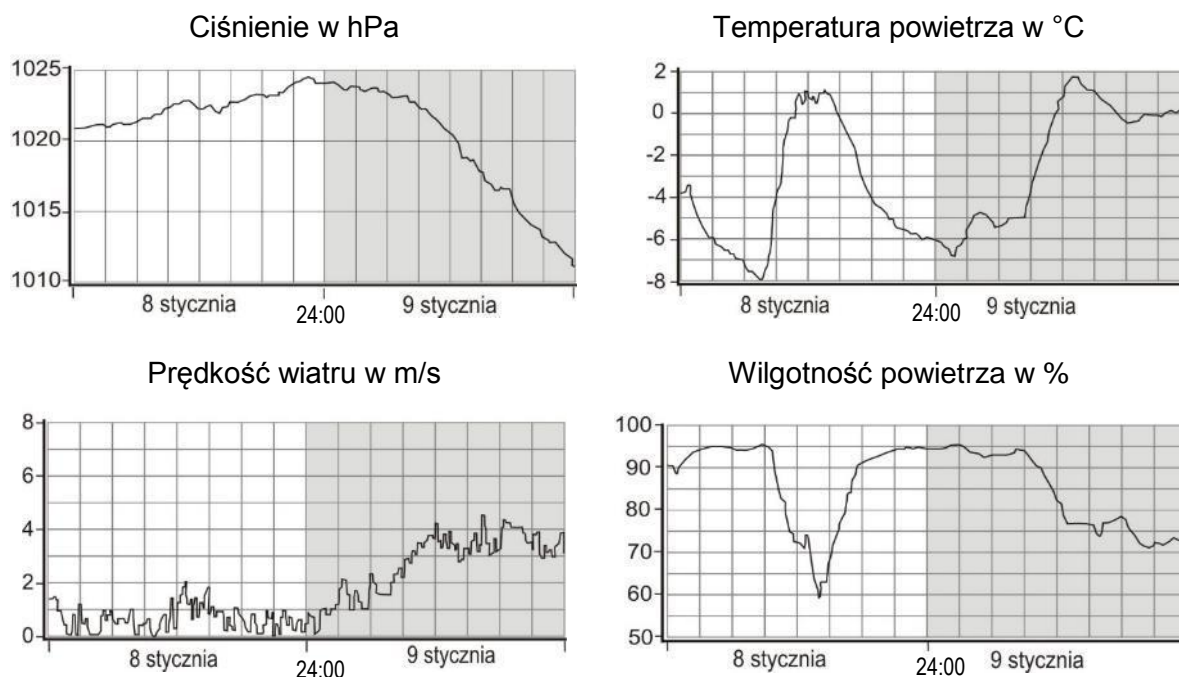 Ciśnienie w hPa
1025
1020
1015
1010
8 stycznia
24:00
9 stycznia
Temperatura powietrza w °C
2
0
-2
-4
-6
-8
8 stycznia
24:00
9 stycznia
Prędkość wiatru w m/s
8
6
4
2
0
8 stycznia
24:00
9 stycznia
Wilgotność powietrza w %
100
90
80
70
60
50
8 stycznia
24:00
9 stycznia